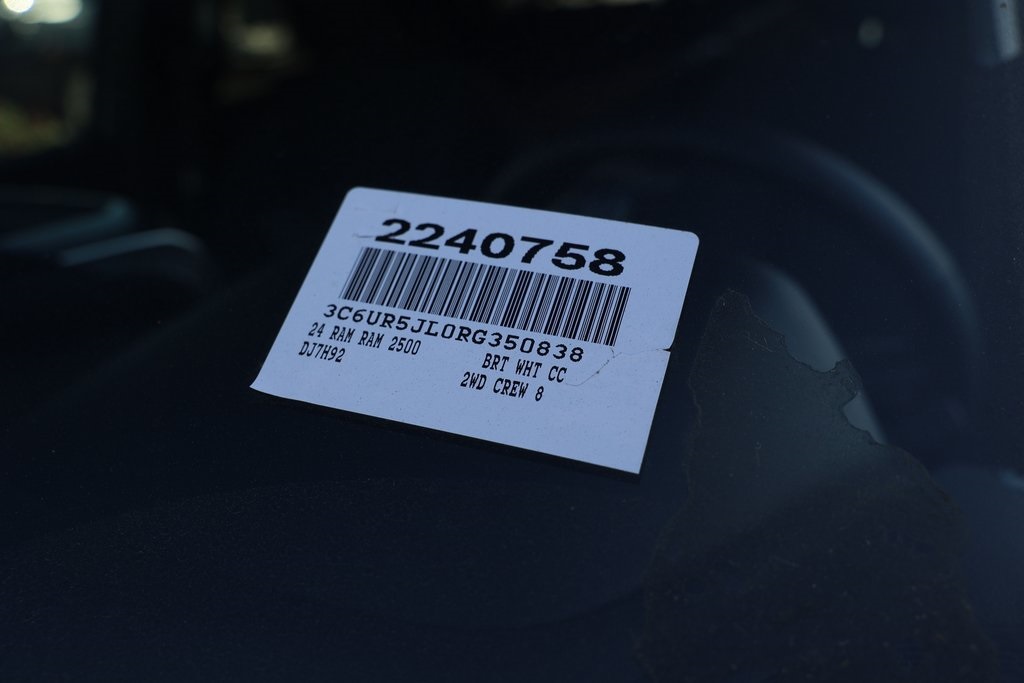 2240758
3C6UR5JL0RG350838
24 RAM RAM 2500 BRT WHT CC
DJ7H92 2WD CREW 8